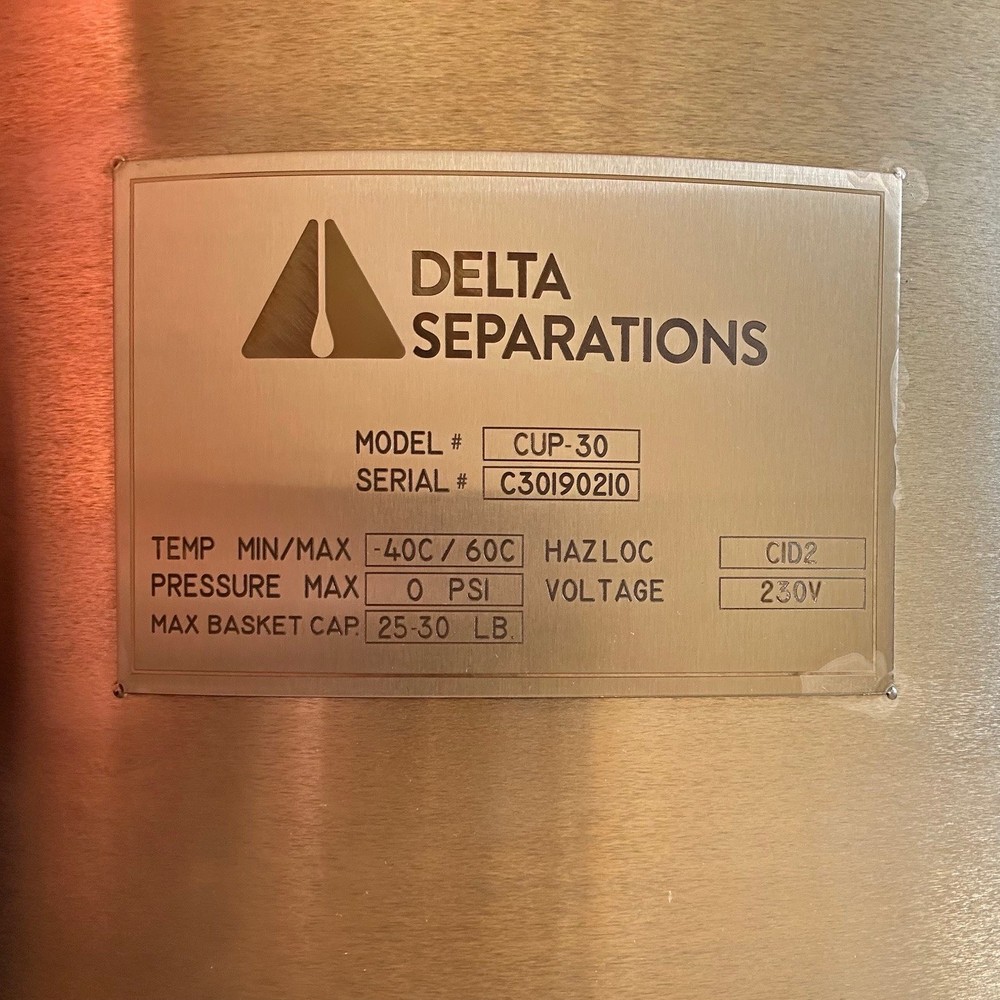 DELTA
SEPARATIONS
MODEL # CUP-30
SERIAL # C30190210
TEMP MIN/MAX -40C / 60C HAZLOC C1D2
PRESSURE MAX 0 PSI VOLTAGE 230V
MAX BASKET CAP. 25-30 LB.